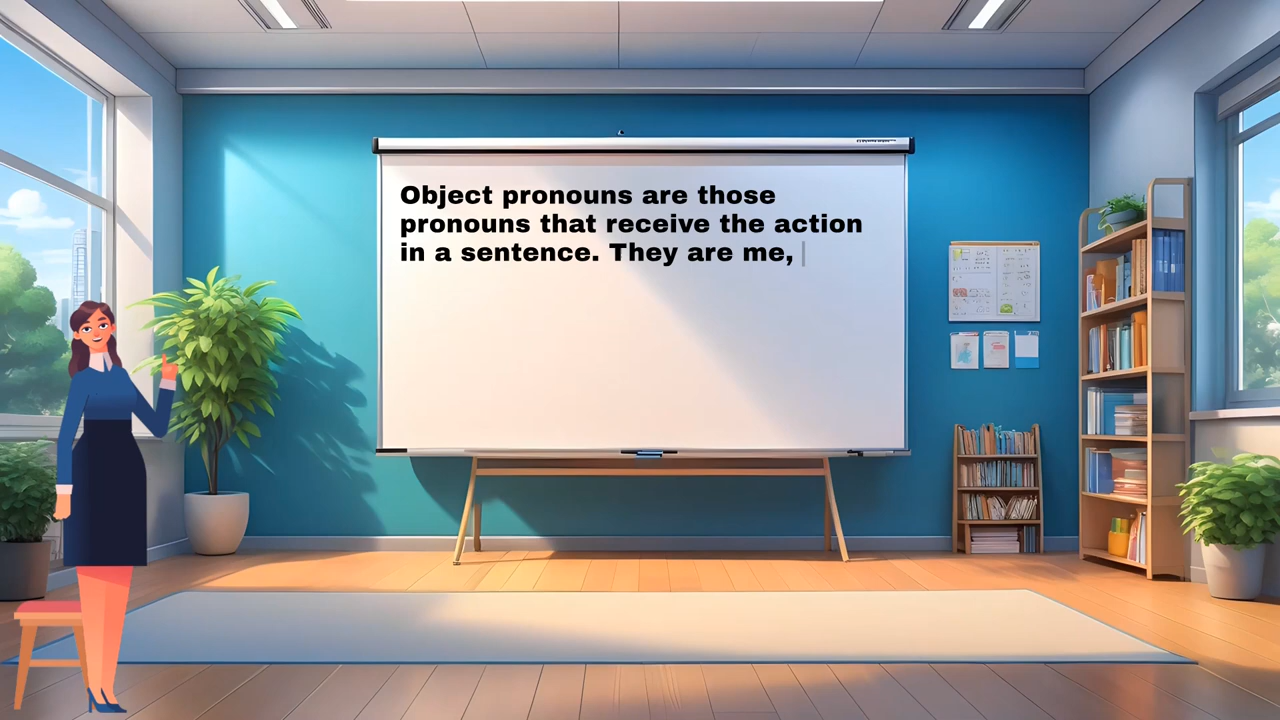 Object pronouns are those
pronouns that receive the action
in a sentence. They are me,